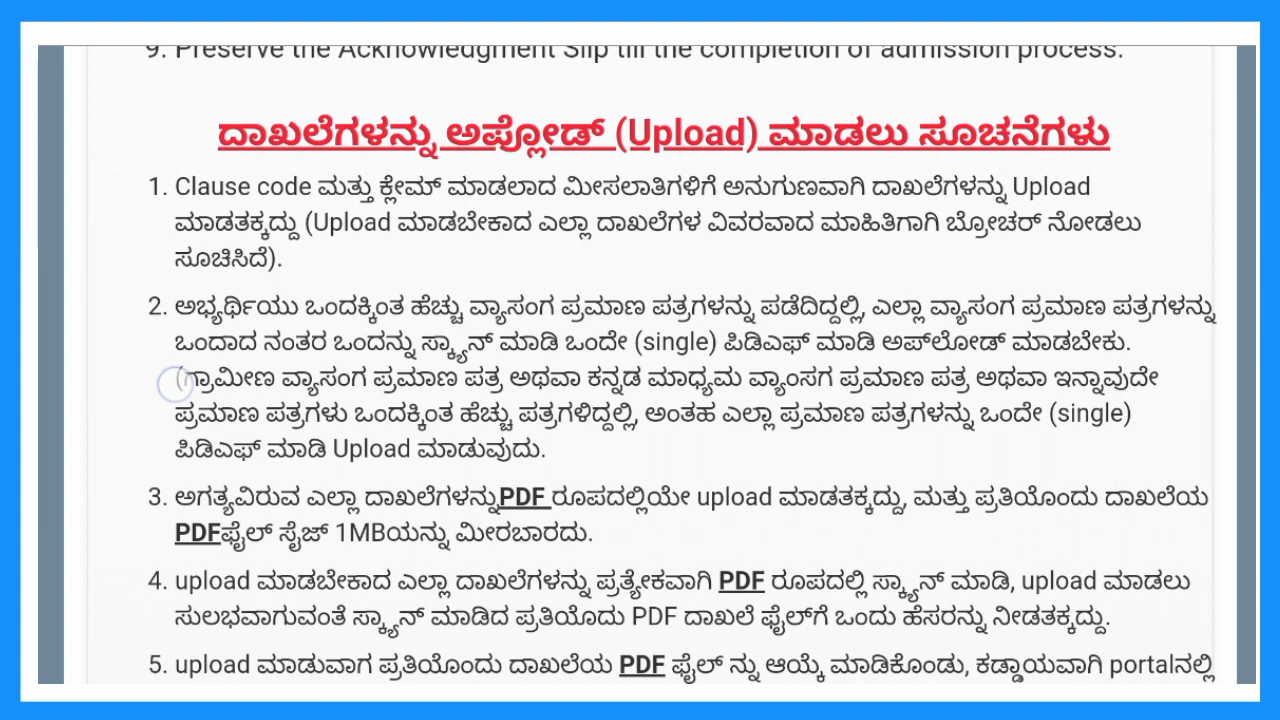 9. Preserve the Acknowledgment Slip till the completion of admission process.
ದಾಖಲೆಗಳನ್ನು ಅಪ್ಲೋಡ್ (Upload) ಮಾಡಲು ಸೂಚನೆಗಳು
1. Clause code ಮತ್ತು ಕ್ಲೇಮ್ ಮಾಡಲಾದ ಮೀಸಲಾತಿಗಳಿಗೆ ಅನುಗುಣವಾಗಿ ದಾಖಲೆಗಳನ್ನು Upload
ಮಾಡತಕ್ಕದ್ದು (Upload ಮಾಡಬೇಕಾದ ಎಲ್ಲಾ ದಾಖಲೆಗಳ ವಿವರವಾದ ಮಾಹಿತಿಗಾಗಿ ಬ್ರೋಚರ್ ನೋಡಲು
ಸೂಚಿಸಿದೆ).
2. ಅಭ್ಯರ್ಥಿಯು ಒಂದಕ್ಕಿಂತ ಹೆಚ್ಚು ವ್ಯಾಸಂಗ ಪ್ರಮಾಣ ಪತ್ರಗಳನ್ನು ಪಡೆದಿದ್ದಲ್ಲಿ, ಎಲ್ಲಾ ವ್ಯಾಸಂಗ ಪ್ರಮಾಣ ಪತ್ರಗಳನ್ನು
ಒಂದಾದ ನಂತರ ಒಂದನ್ನು ಸ್ಕ್ಯಾನ್ ಮಾಡಿ ಒಂದೇ (single) ಪಿಡಿಎಫ್ ಮಾಡಿ ಅಪ್‌ಲೋಡ್ ಮಾಡಬೇಕು.
(ಗ್ರಾಮೀಣ ವ್ಯಾಸಂಗ ಪ್ರಮಾಣ ಪತ್ರ ಅಥವಾ ಕನ್ನಡ ಮಾಧ್ಯಮ ವ್ಯಾಂಸಗ ಪ್ರಮಾಣ ಪತ್ರ ಅಥವಾ ಇನ್ನಾವುದೇ
ಪ್ರಮಾಣ ಪತ್ರಗಳು ಒಂದಕ್ಕಿಂತ ಹೆಚ್ಚು ಪತ್ರಗಳಿದ್ದಲ್ಲಿ, ಅಂತಹ ಎಲ್ಲಾ ಪ್ರಮಾಣ ಪತ್ರಗಳನ್ನು ಒಂದೇ (single)
ಪಿಡಿಎಫ್ ಮಾಡಿ Upload ಮಾಡುವುದು.
3. ಅಗತ್ಯವಿರುವ ಎಲ್ಲಾ ದಾಖಲೆಗಳನ್ನುPDF ರೂಪದಲ್ಲಿಯೇ upload ಮಾಡತಕ್ಕದ್ದು, ಮತ್ತು ಪ್ರತಿಯೊಂದು ದಾಖಲೆಯ
PDFಫೈಲ್ ಸೈಜ್ 1MBಯನ್ನು ಮೀರಬಾರದು.
4. upload ಮಾಡಬೇಕಾದ ಎಲ್ಲಾ ದಾಖಲೆಗಳನ್ನು ಪ್ರತ್ಯೇಕವಾಗಿ PDF ರೂಪದಲ್ಲಿ ಸ್ಕ್ಯಾನ್ ಮಾಡಿ, upload ಮಾಡಲು
ಸುಲಭವಾಗುವಂತೆ ಸ್ಕ್ಯಾನ್ ಮಾಡಿದ ಪ್ರತಿಯೊದು PDF ದಾಖಲೆ ಫೈಲ್‌ಗೆ ಒಂದು ಹೆಸರನ್ನು ನೀಡತಕ್ಕದ್ದು.
5. upload ಮಾಡುವಾಗ ಪ್ರತಿಯೊಂದು ದಾಖಲೆಯ PDF ಫೈಲ್ ನ್ನು ಆಯ್ಕೆ ಮಾಡಿಕೊಂಡು, ಕಡ್ಡಾಯವಾಗಿ portalನಲ್ಲಿ